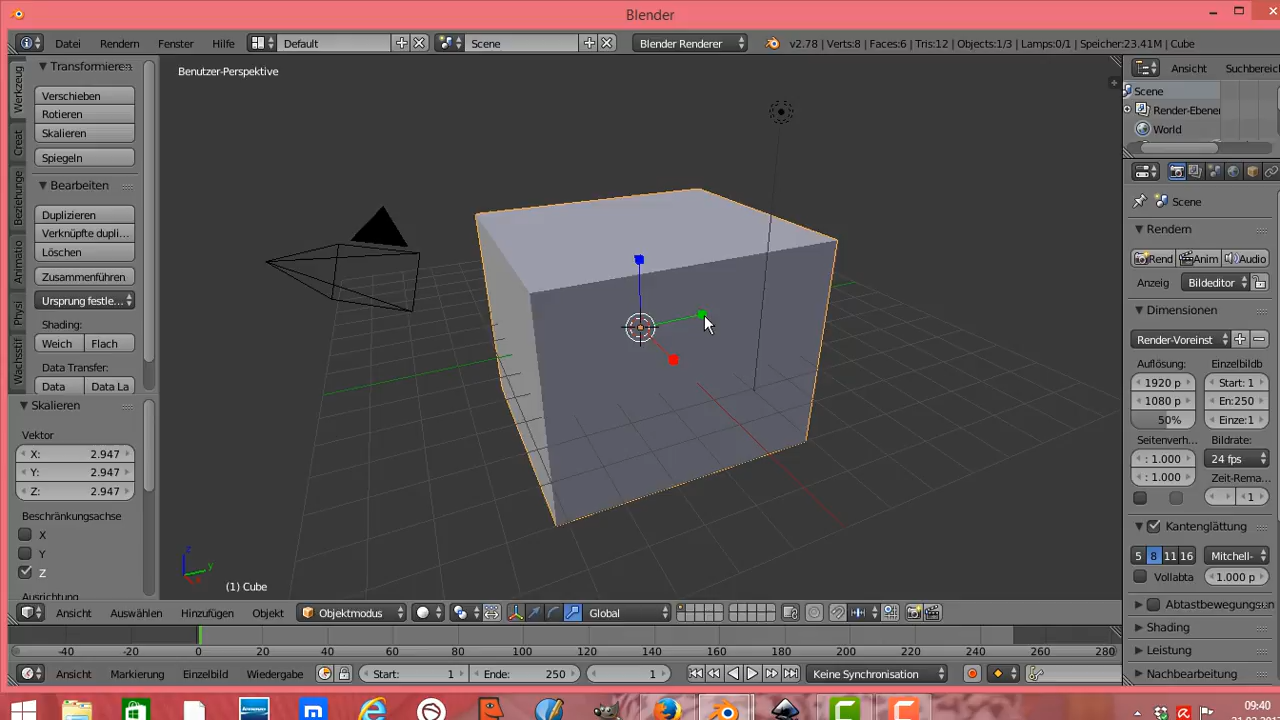 Blender
Datei Rendern Fenster Hilfe Default Scene Blender Renderer v2.78 | Verts:8 | Faces:6 | Tris:12 | Objects:1/3 | Lamps:0/1 | Speicher:23.41M | Cube
Werkzeug
Creat
Beziehunge
Animatio
Physi
Wachsstif
Transformieren
Verschieben
Rotieren
Skalieren
Spiegeln
Bearbeiten
Duplizieren
Verknüpfte dupli...
Löschen
Zusammenführen
Ursprung festle...
Shading:
Weich Flach
Data Transfer:
Data Data La
Skalieren
Vektor
X: 2.947
Y: 2.947
Z: 2.947
Beschränkungsachse
X
Y
Z
Ausrichtung
Benutzer-Perspektive
z
y
x
(1) Cube
Ansicht Auswählen Hinzufügen Objekt Objektmodus Global
-40 -20 0 20 40 60 80 100 120 140 160 180 200 220 240 260 280
Ansicht Markierung Einzelbild Wiedergabe Start: 1 Ende: 250 1 Keine Synchronisation
Ansicht Suchbereic
Scene
Render-Ebener
World
Scene
Rendern
Rend Anim Audio
Anzeig Bildeditor
Dimensionen
Render-Voreinst
Auflösung: Einzelbild
1920 p Start: 1
1080 p En:250
50% Einze:1
Seitenverh... Bildrate:
: 1.000 24 fps
: 1.000 Zeit-Rema...
1
Kantenglättung
5 8 11 16 Mitchell-
Vollabta 1.000 p
Abtastbewegungsun
Shading
Leistung
Nachbearbeitung
09:40